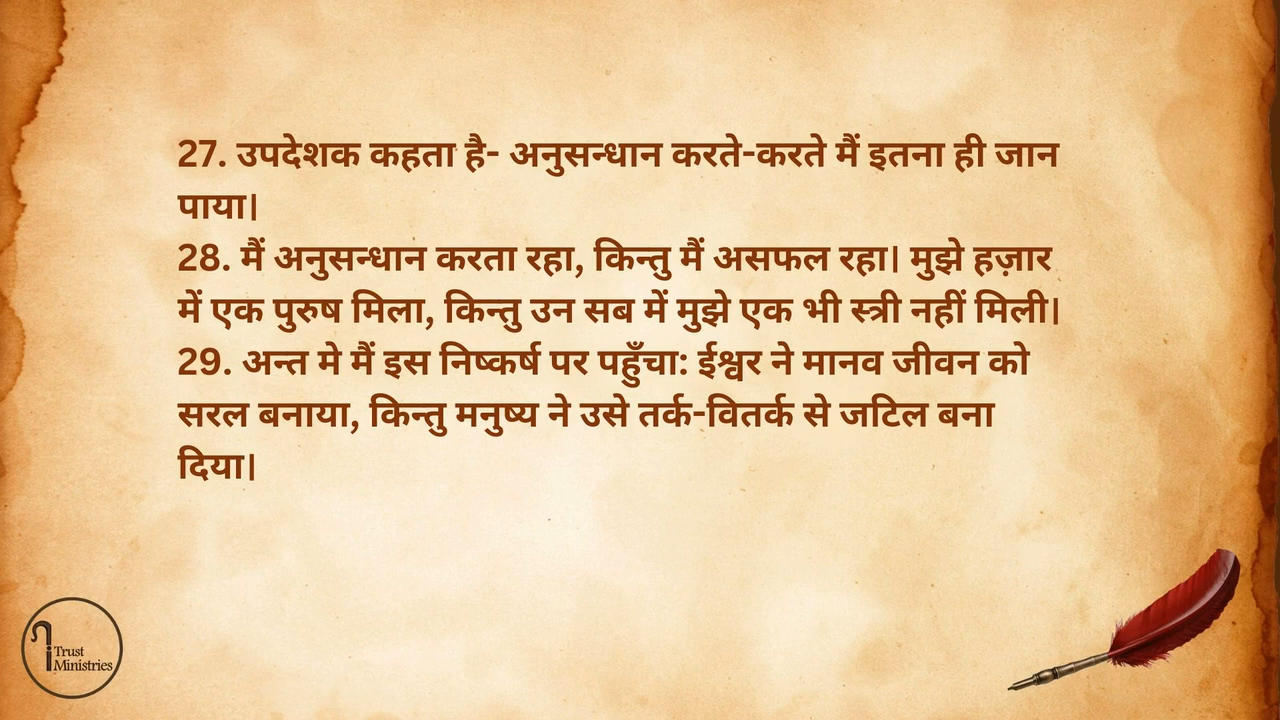 27. उपदेशक कहता है- अनुसन्धान करते-करते मैं इतना ही जान
पाया।
28. मैं अनुसन्धान करता रहा, किन्तु मैं असफल रहा। मुझे हज़ार
में एक पुरुष मिला, किन्तु उन सब में मुझे एक भी स्त्री नहीं मिली।
29. अन्त मे मैं इस निष्कर्ष पर पहुँचा: ईश्वर ने मानव जीवन को
सरल बनाया, किन्तु मनुष्य ने उसे तर्क-वितर्क से जटिल बना
दिया।
i Trust
Ministries